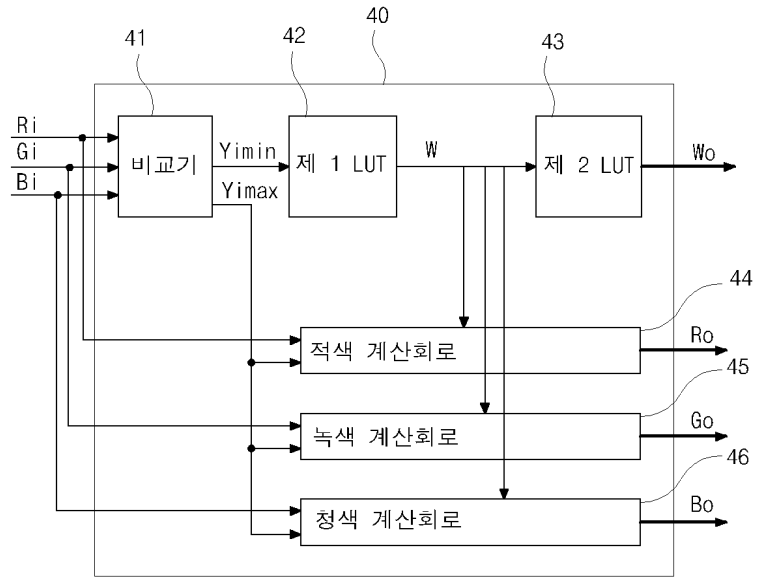 40
41
42
43
Ri
Gi
Bi
비교기
Yimin
Yimax
제 1 LUT
W
제 2 LUT
Wo
44
적색 계산회로
Ro
45
녹색 계산회로
Go
46
청색 계산회로
Bo